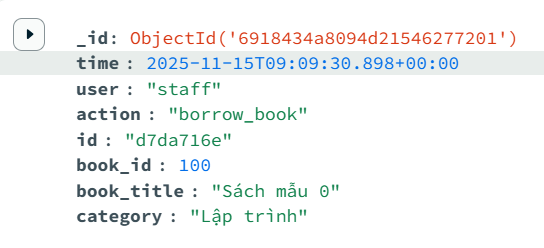 _id: ObjectId('6918434a8094d21546277201')
time : 2025-11-15T09:09:30.898+00:00
user : "staff"
action : "borrow_book"
id : "d7da716e"
book_id : 100
book_title : "Sách mẫu 0"
category : "Lập trình"